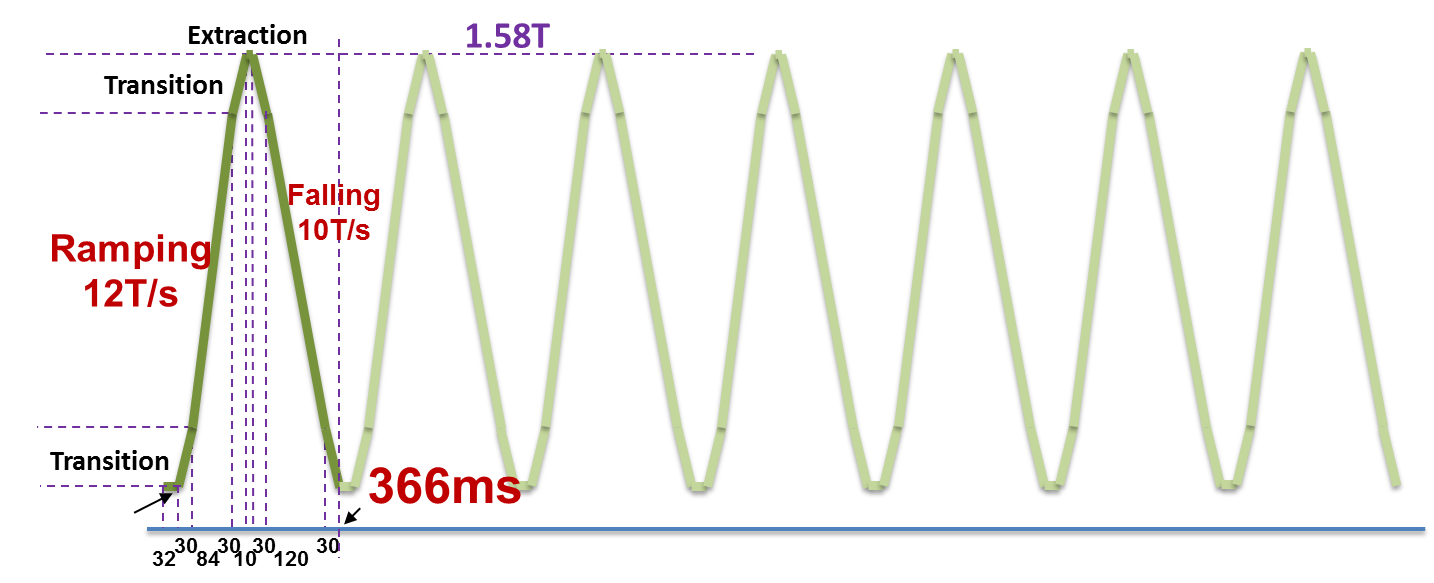 Extraction
1.58T
Transition
Falling
10T/s
Ramping
12T/s
Transition
366ms
32 30 84 30 10 30 120 30